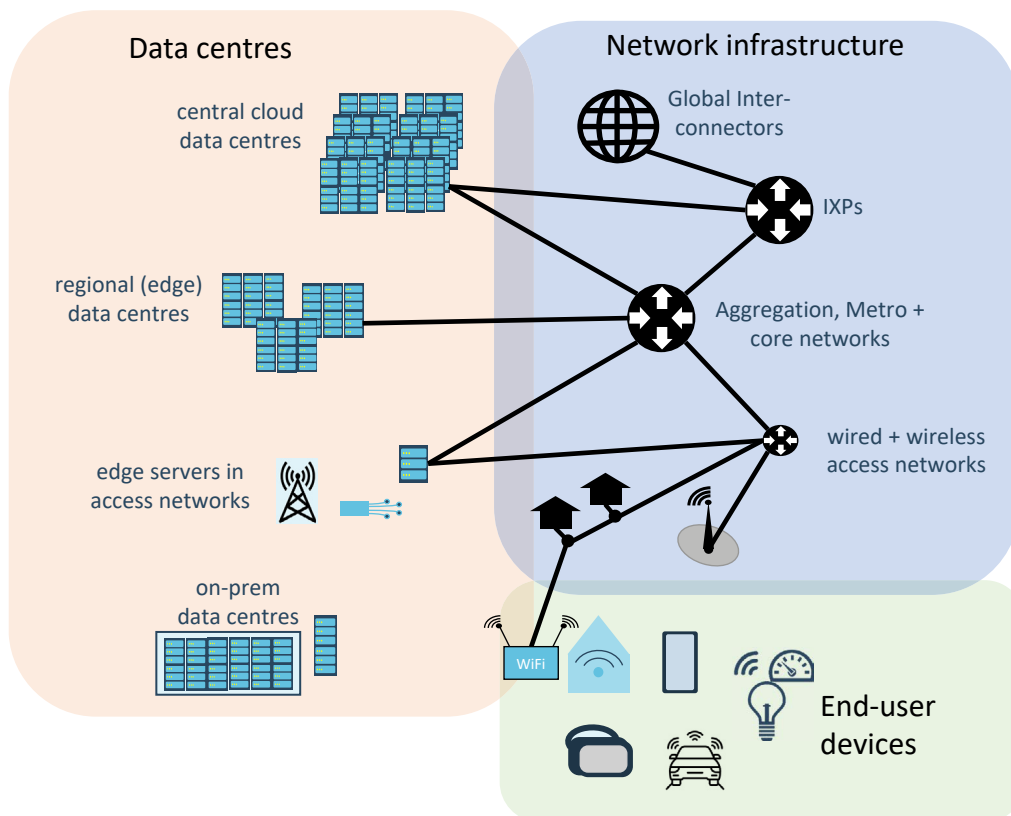 Data centres
Network infrastructure
central cloud
data centres
Global Inter-
connectors
IXPs
regional (edge)
data centres
Aggregation, Metro +
core networks
edge servers in
access networks
wired + wireless
access networks
on-prem
data centres
WiFi
End-user
devices